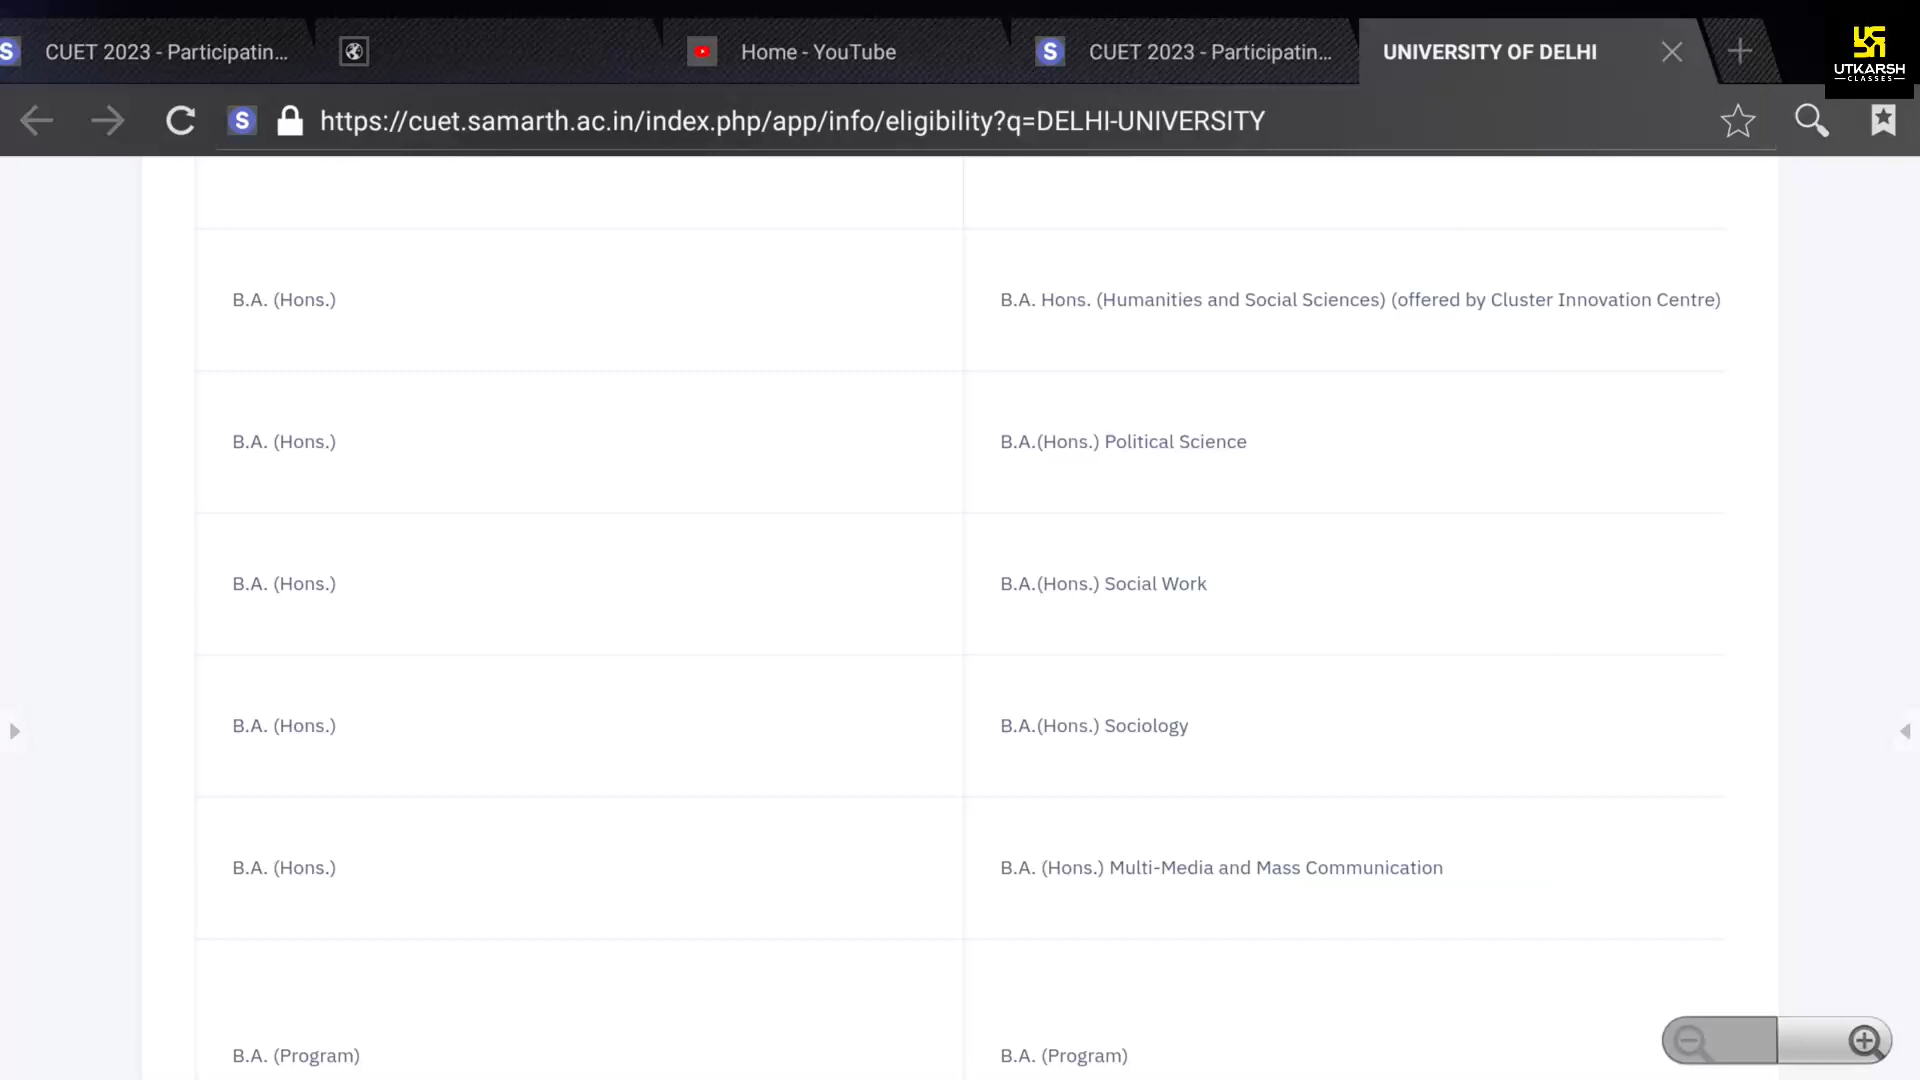 CUET 2023 - Participatin...
Home - YouTube
S CUET 2023 - Participatin...
UNIVERSITY OF DELHI
UTKARSH
CLASSES
S https://cuet.samarth.ac.in/index.php/app/info/eligibility?q=DELHI-UNIVERSITY
B.A. (Hons.) B.A. Hons. (Humanities and Social Sciences) (offered by Cluster Innovation Centre)
B.A. (Hons.) B.A.(Hons.) Political Science
B.A. (Hons.) B.A.(Hons.) Social Work
B.A. (Hons.) B.A.(Hons.) Sociology
B.A. (Hons.) B.A. (Hons.) Multi-Media and Mass Communication
B.A. (Program) B.A. (Program)